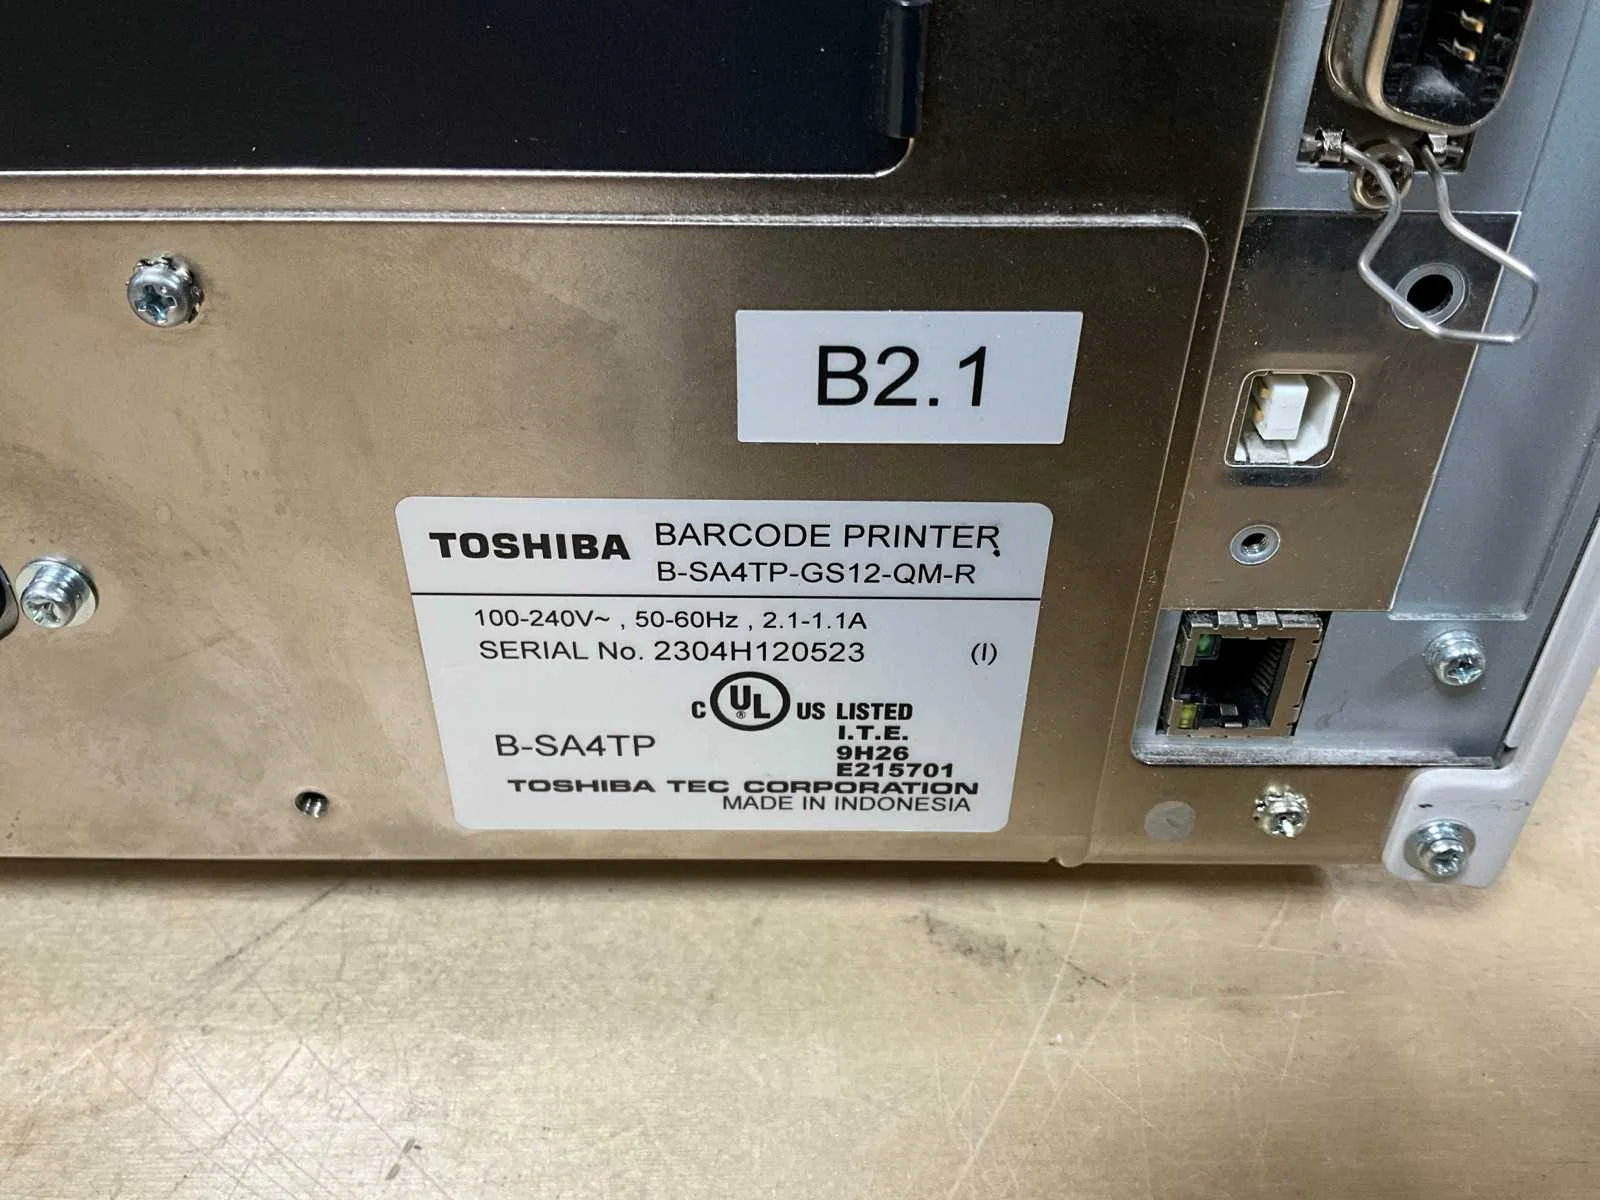 B2.1
TOSHIBA BARCODE PRINTER
B-SA4TP-GS12-QM-R
100-240V~ , 50-60Hz , 2.1-1.1A
SERIAL No. 2304H120523 (I)
C UL ® US LISTED
I.T.E.
9H26
E215701
B-SA4TP
TOSHIBA TEC CORPORATION
MADE IN INDONESIA